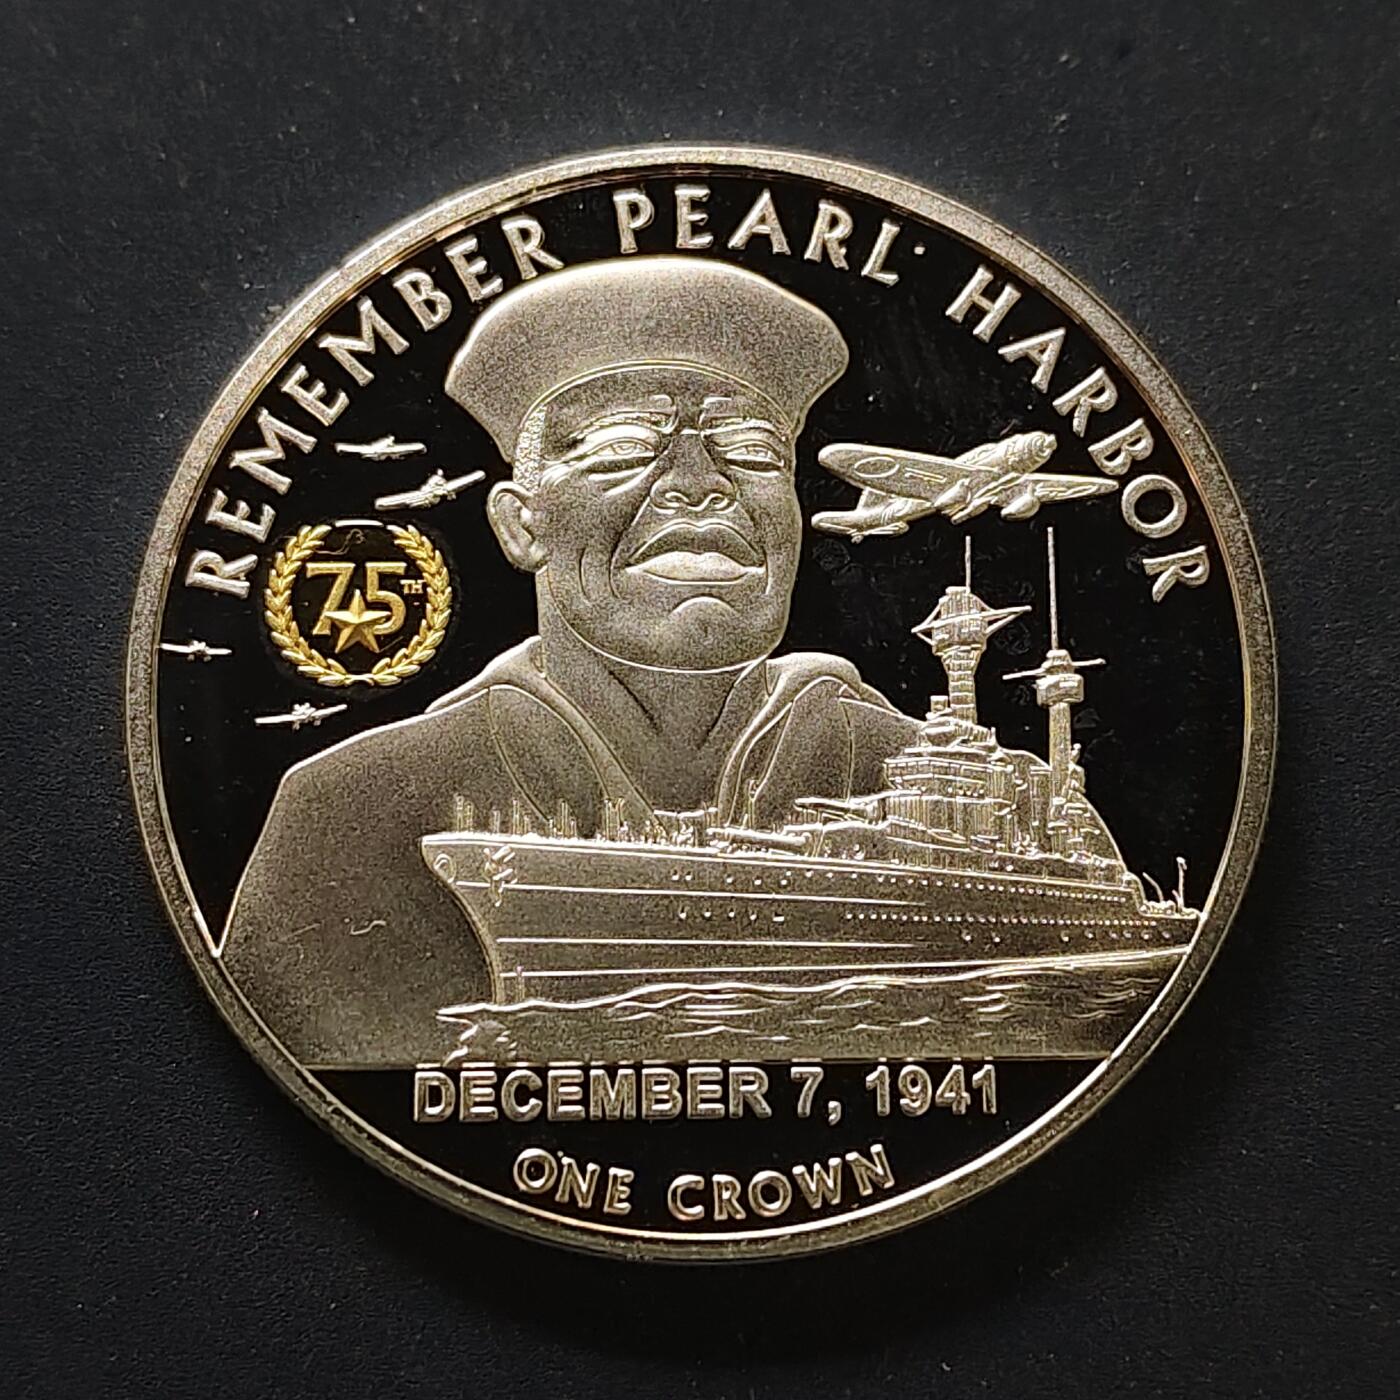 REMEMBER PEARL HARBOR
75TH
DECEMBER 7, 1941
ONE CROWN